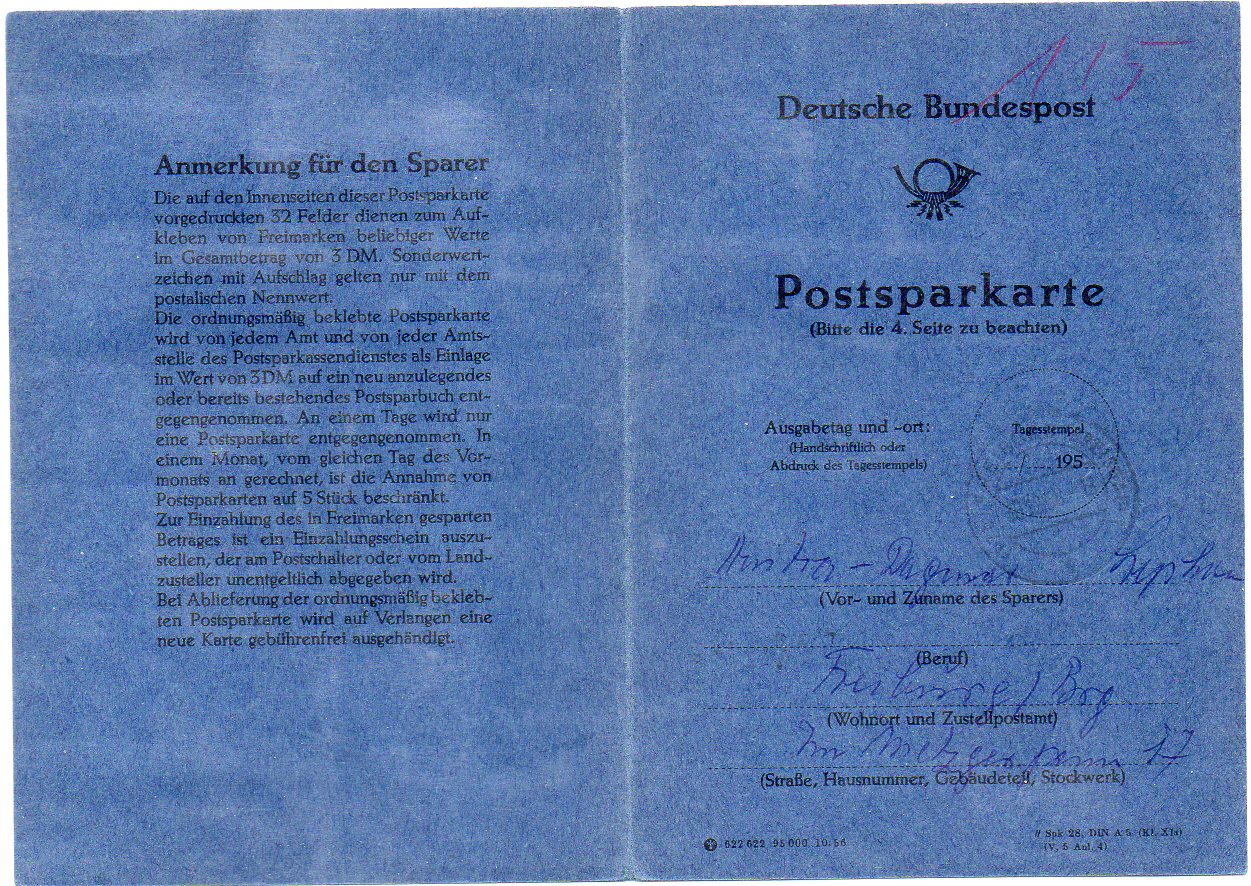 Anmerkung für den Sparer
Die auf den Innenseiten dieser Postsparkarte
vorgedruckten 32 Felder dienen zum Auf-
kleben von Freimarken beliebiger Werte
im Gesamtbetrag von 3 DM. Sonderwert-
zeichen mit Aufschlag gelten nur mit dem
postalischen Nennwert.
Die ordnungsmäßig beklebte Postsparkarte
wird von jedem Amt und von jeder Amts-
stelle des Postsparkassendienstes als Einlage
im Wert von 3DM auf ein neu anzulegendes
oder bereits bestehendes Postsparbuch ent-
gegengenommen. An einem Tage wird nur
eine Postsparkarte entgegengenommen. In
einem Monat, vom gleichen Tag des Vor-
monats an gerechnet, ist die Annahme von
Postsparkarten auf 5 Stück beschränkt.
Zur Einzahlung des in Freimarken gesparten
Betrages ist ein Einzahlungsschein auszu-
stellen, der am Postschalter oder vom Land-
zusteller unentgeltlich abgegeben wird.
Bei Ablieferung der ordnungsmäßig bekleb-
ten Postsparkarte wird auf Verlangen eine
neue Karte gebührenfrei ausgehändigt.
115
Deutsche Bundespost
Postsparkarte
(Bitte die 4. Seite zu beachten)
Ausgabetag und -ort:
(Handschriftlich oder
Abdruck des Tagesstempels)
Tagesstempel
..../....195..
Dagmar
(Vor- und Zuname des Sparers)
(Beruf)
Freiburg / Brg
(Wohnort und Zustellpostamt)
Im 17
(Straße, Hausnummer, Gebäudeteil, Stockwerk)
622 622 95 000 10. 56
// Spk 28, DIN A 5 (Kl. XIa)
(V, 5 Anl. 4)